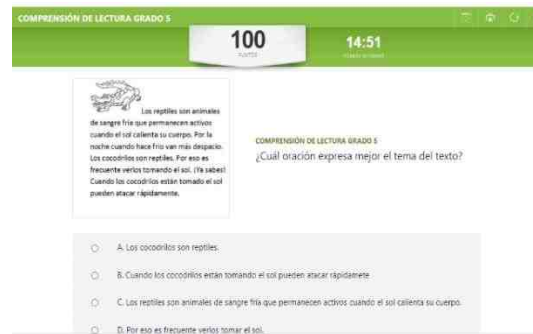 COMPRENSIÓN DE LECTURA GRADO 5
100
PUNTOS
14:51
Los reptiles son animales
de sangre fría que permanecen activos
cuando el sol calienta su cuerpo. Por la
noche cuando hace frío van más despacio.
Los cocodrilos son reptiles. Por eso es
frecuente verlos tomando el sol. ¡Ya sabes!
Cuando los cocodrilos están tomado el sol
pueden atacar rápidamente.
COMPRENSIÓN DE LECTURA GRADO 5
¿Cuál oración expresa mejor el tema del texto?
A. Los cocodrilos son reptiles.
B. Cuando los cocodrilos están tomando el sol pueden atacar rápidamete
C. Los reptiles son animales de sangre fría que permanecen activos cuando el sol calienta su cuerpo.
D. Por eso es frecuente verlos tomar el sol.